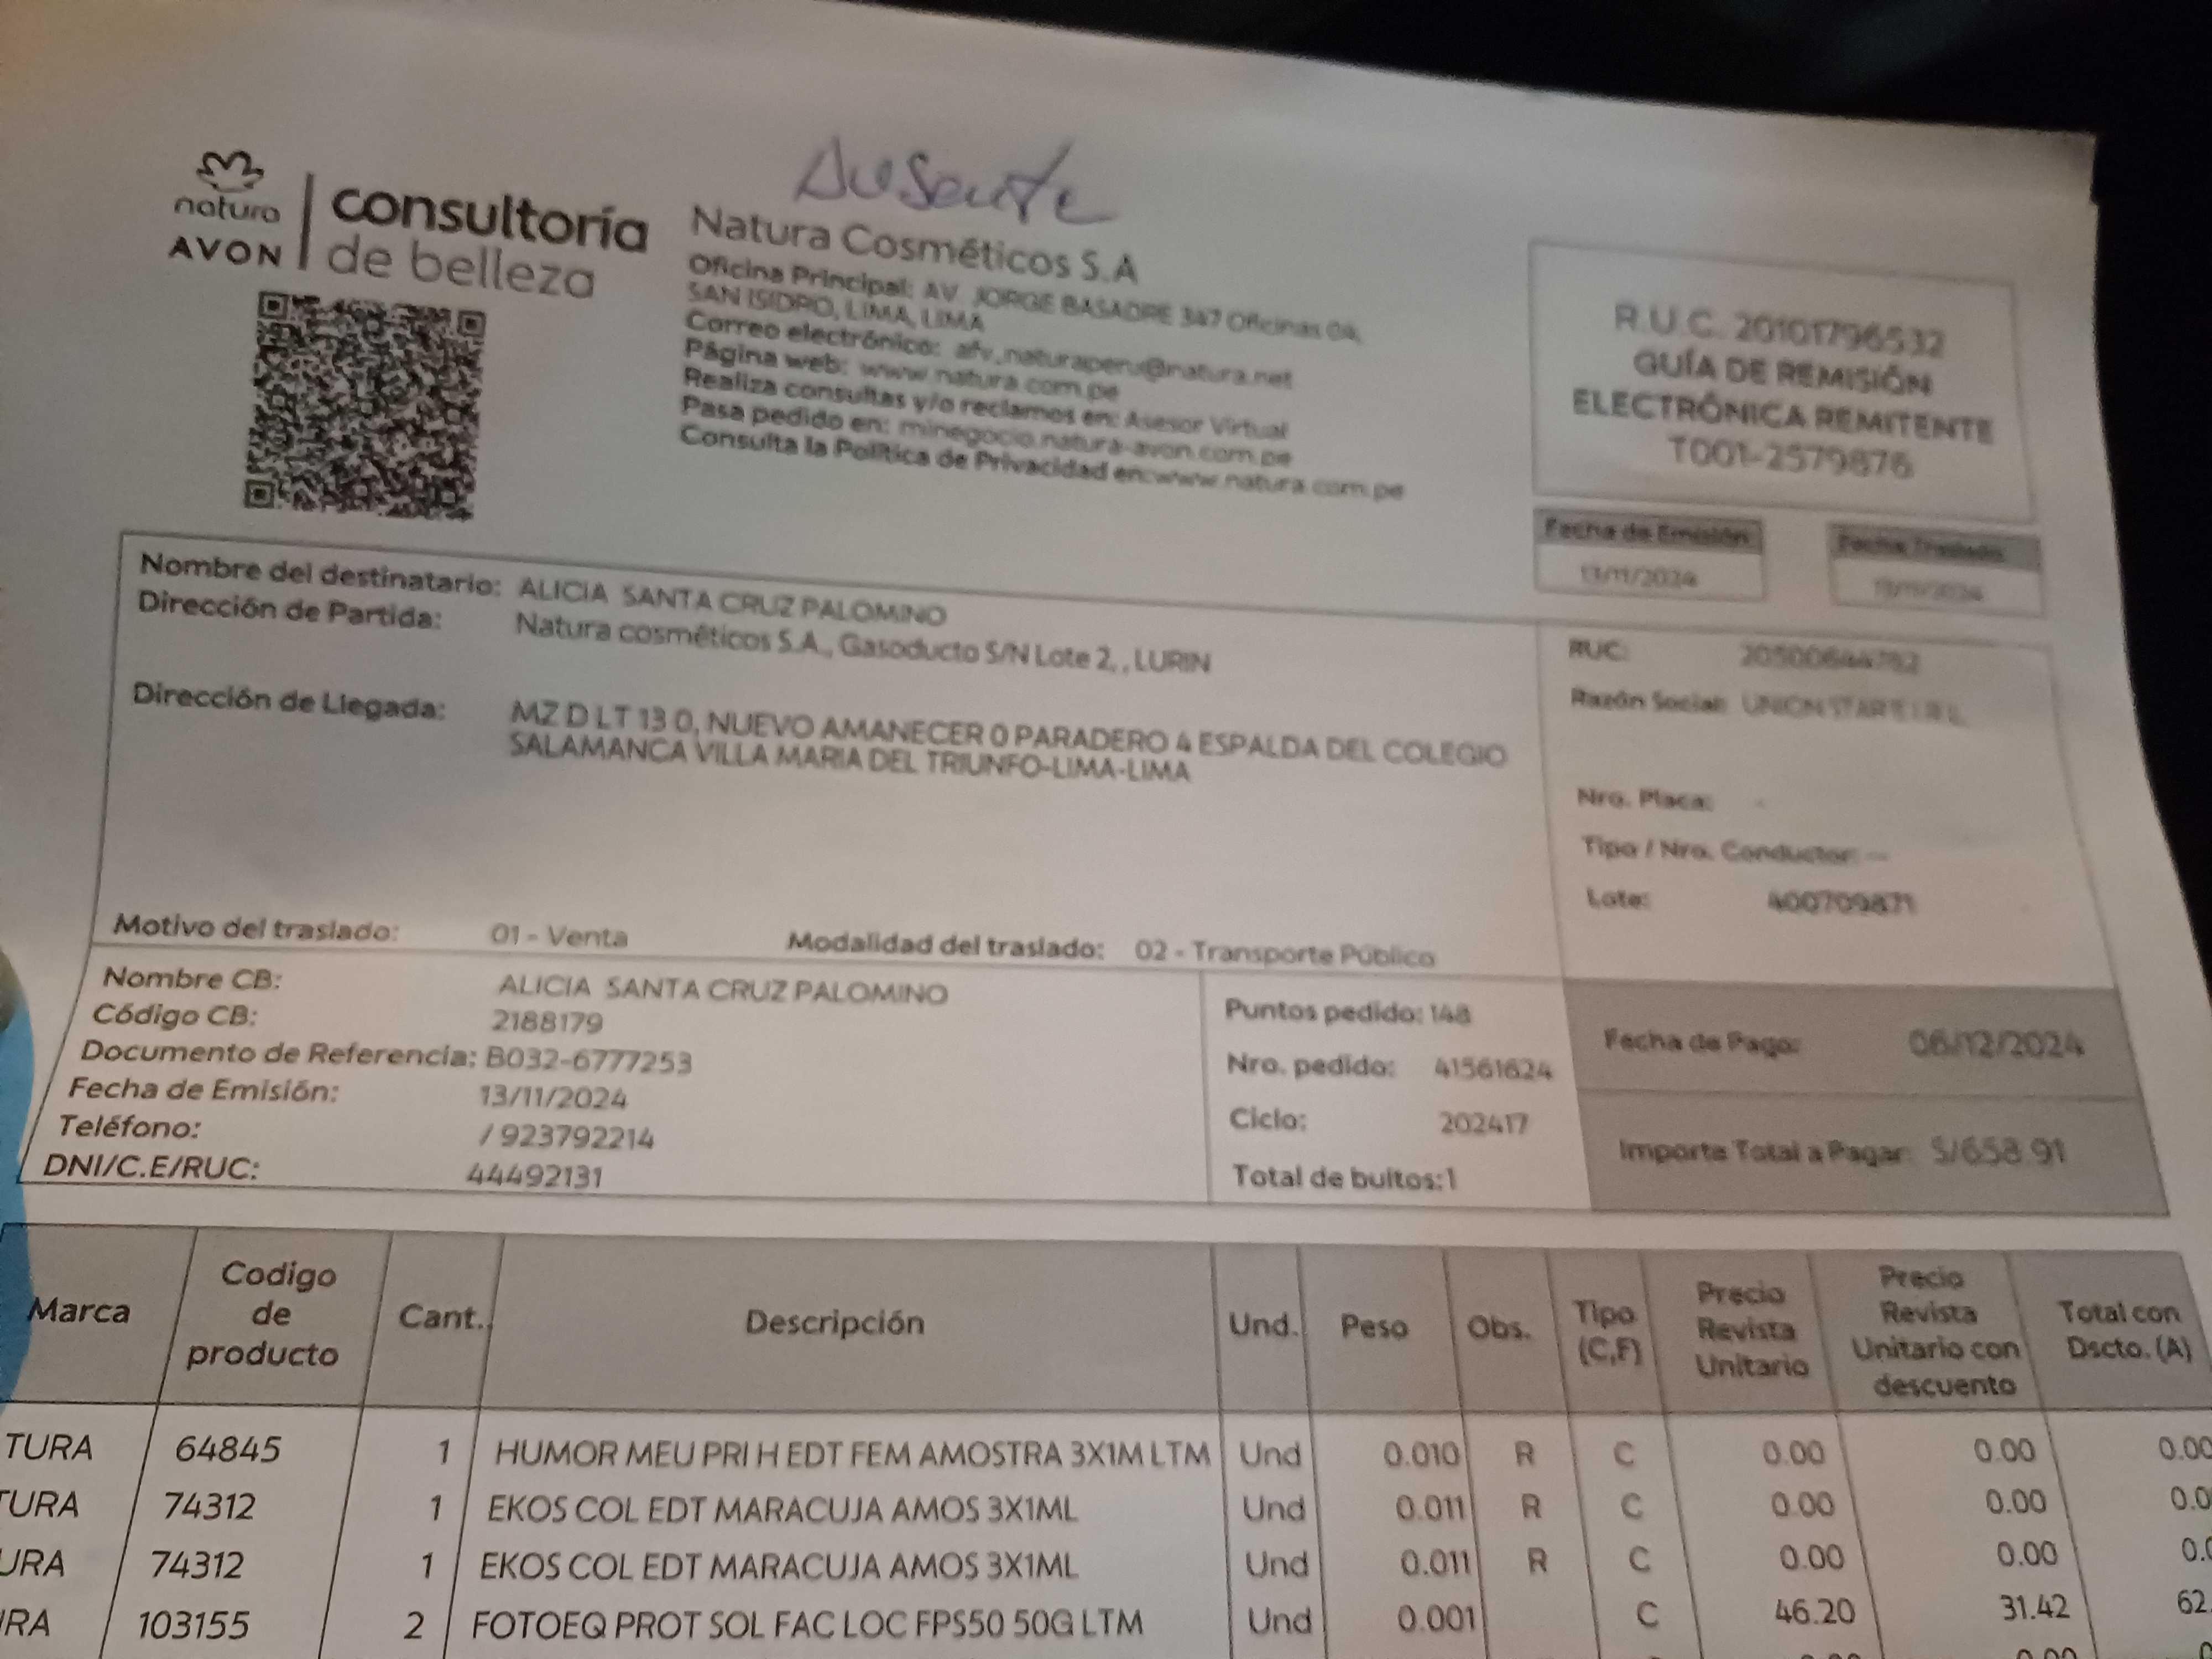 Ausente
natura
AVON
consultoría
de belleza
Natura Cosméticos S.A
Oficina Principal: AV. JORGE BASADRE 347 Oficinas 04,
SAN ISIDRO, LIMA, LIMA
Correo electrónico: afv_naturaperu@natura.net
Página web: www.natura.com.pe
Realiza consultas y/o reclamos en: Asesor Virtual
Pasa pedido en: minegocio.natura-avon.com.pe
Consulta la Política de Privacidad en:www.natura.com.pe
R.U.C. 20101796532
GUÍA DE REMISIÓN
ELECTRÓNICA REMITENTE
T001-2579876
Fecha de Emisión
13/11/2024
Fecha Traslado
Nombre del destinatario: ALICIA SANTA CRUZ PALOMINO
Dirección de Partida: Natura cosméticos S.A., Gasoducto S/N Lote 2, , LURIN
Dirección de Llegada: MZ D LT 13 0, NUEVO AMANECER 0 PARADERO 4 ESPALDA DEL COLEGIO
SALAMANCA VILLA MARIA DEL TRIUNFO-LIMA-LIMA
Motivo del traslado: 01 - Venta Modalidad del traslado: 02 - Transporte Público
RUC:
Razón Social: UNION STAR E.I.R.L.
Nro. Placa: -
Tipo / Nro. Conductor: --
Lote: 400709871
Nombre CB: ALICIA SANTA CRUZ PALOMINO
Código CB: 2188179
Documento de Referencia: B032-6777253
Fecha de Emisión: 13/11/2024
Teléfono: / 923792214
DNI/C.E/RUC: 44492131
Puntos pedido: 148
Nro. pedido: 41561624
Ciclo: 202417
Total de bultos:1
Fecha de Pago: 06/12/2024
Importe Total a Pagar: S/658.91
Marca Codigo de producto Cant. Descripción Und. Peso Obs. Tipo (C,F) Precio Revista Unitario Precio Revista Unitario con descuento Total con Dscto. (A)
TURA 64845 1 HUMOR MEU PRI H EDT FEM AMOSTRA 3X1M LTM Und 0.010 R C 0.00 0.00 0.00
TURA 74312 1 EKOS COL EDT MARACUJA AMOS 3X1ML Und 0.011 R C 0.00 0.00 0.0
URA 74312 1 EKOS COL EDT MARACUJA AMOS 3X1ML Und 0.011 R C 0.00 0.00 0.0
RA 103155 2 FOTOEQ PROT SOL FAC LOC FPS50 50G LTM Und 0.001 C 46.20 31.42 62.